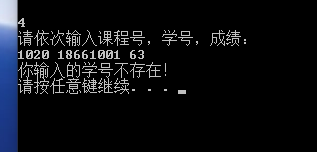 4
请依次输入课程号，学号，成绩：
1020 18661001 63
你输入的学号不存在！
请按任意键继续. . .